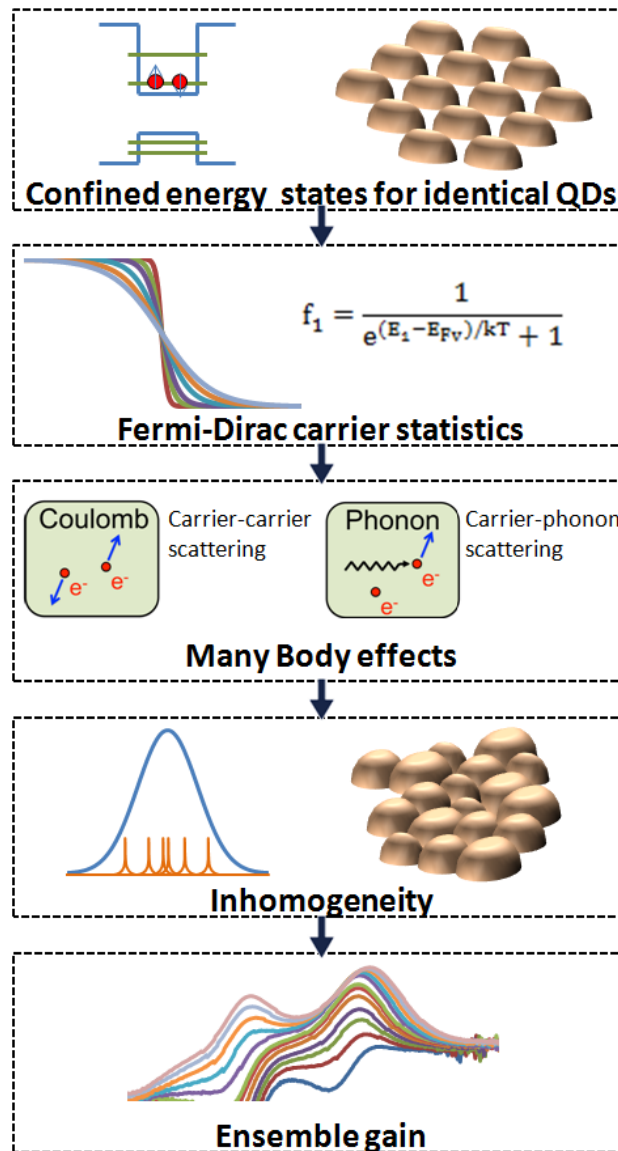 Confined energy states for identical QDs
f₁ = 1 / e^((E₁−E_Fv)/kT) + 1
Fermi-Dirac carrier statistics
Coulomb
Carrier-carrier
scattering
e⁻
e⁻
Phonon
Carrier-phonon
scattering
e⁻
e⁻
Many Body effects
Inhomogeneity
Ensemble gain